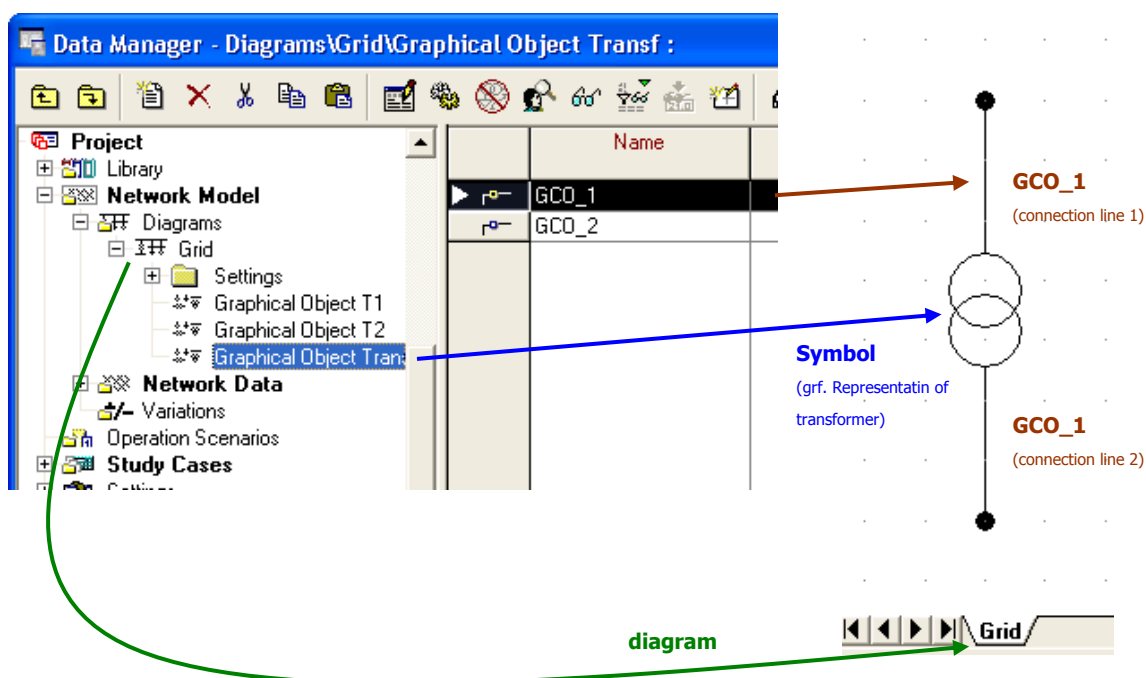 Data Manager - Diagrams\Grid\Graphical Object Transf :
Project
Library
Network Model
Diagrams
Grid
Settings
Graphical Object T1
Graphical Object T2
Graphical Object Trans
Network Data
Variations
Operation Scenarios
Study Cases
Name
GCO_1
GCO_2
GCO_1
(connection line 1)
Symbol
(grf. Representatin of
transformer)
GCO_1
(connection line 2)
diagram
Grid